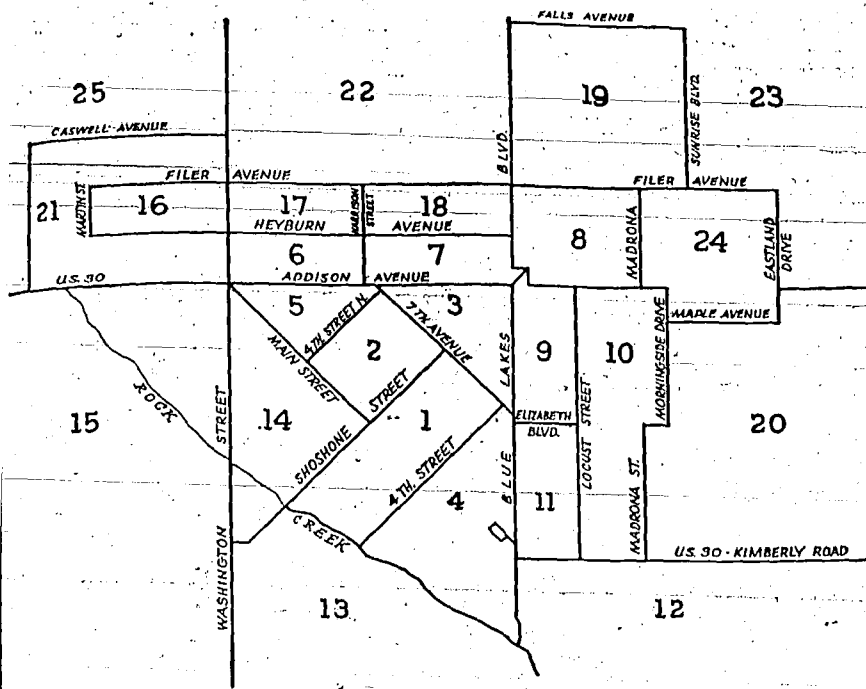 FALLS AVENUE
25
22
19
23
SUNRISE BLVD.
BLVD.
CASWELL AVENUE
FILER AVENUE
FILER AVENUE
21
MARTIN ST.
16
17
HARRISON STREET
18
8
MADRONA
24
EASTLAND DRIVE
HEYBURN AVENUE
6
7
U.S. 30
ADDISON AVENUE
5
4TH STREET N.
3
7TH AVENUE
MAPLE AVENUE
MAIN STREET
2
LAKES
9
10
MORNINGSIDE DRIVE
ROCK
15
STREET
14
SHOSHONE STREET
1
ELIZABETH
BLVD.
LOCUST STREET
20
4TH. STREET
4
BLUE
11
MADRONA ST.
CREEK
U.S. 30 - KIMBERLY ROAD
WASHINGTON
13
12